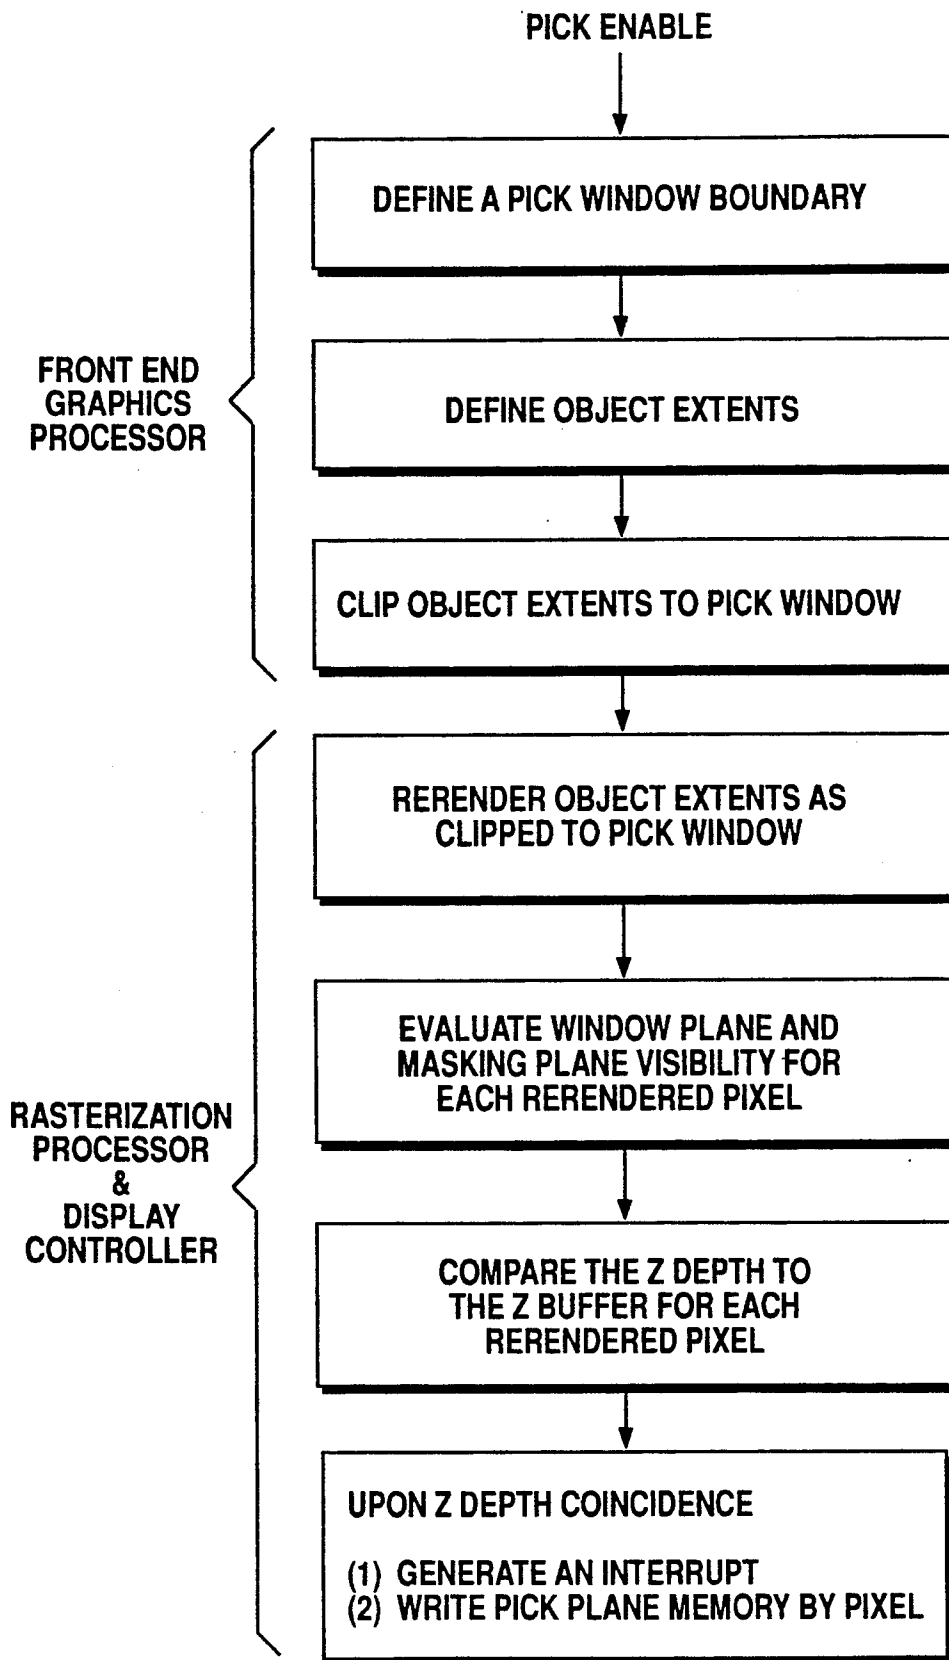 PICK ENABLE
DEFINE A PICK WINDOW BOUNDARY
FRONT END
GRAPHICS
PROCESSOR
DEFINE OBJECT EXTENTS
CLIP OBJECT EXTENTS TO PICK WINDOW
RERENDER OBJECT EXTENTS AS
CLIPPED TO PICK WINDOW
EVALUATE WINDOW PLANE AND
MASKING PLANE VISIBILITY FOR
EACH RERENDERED PIXEL
RASTERIZATION
PROCESSOR
&
DISPLAY
CONTROLLER
COMPARE THE Z DEPTH TO
THE Z BUFFER FOR EACH
RERENDERED PIXEL
UPON Z DEPTH COINCIDENCE
(1) GENERATE AN INTERRUPT
(2) WRITE PICK PLANE MEMORY BY PIXEL